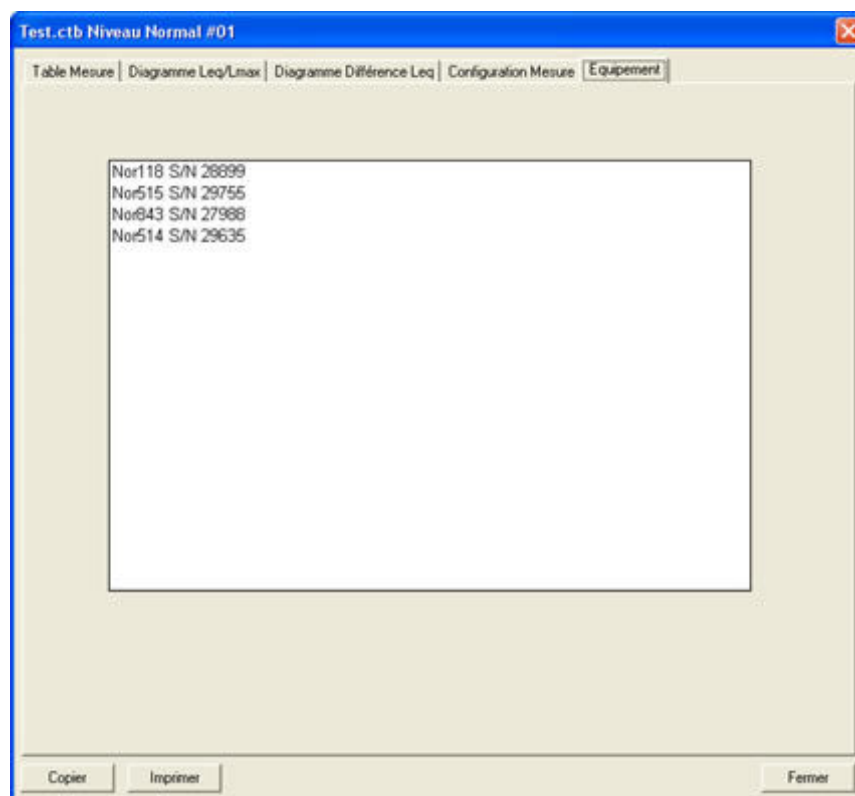 Test.ctb Niveau Normal #01
Table Mesure Diagramme Leq/Lmax Diagramme Différence Leq Configuration Mesure Equipement
Nor118 S/N 28899
Nor515 S/N 29755
Nor843 S/N 27988
Nor514 S/N 29635
Copier Imprimer Fermer